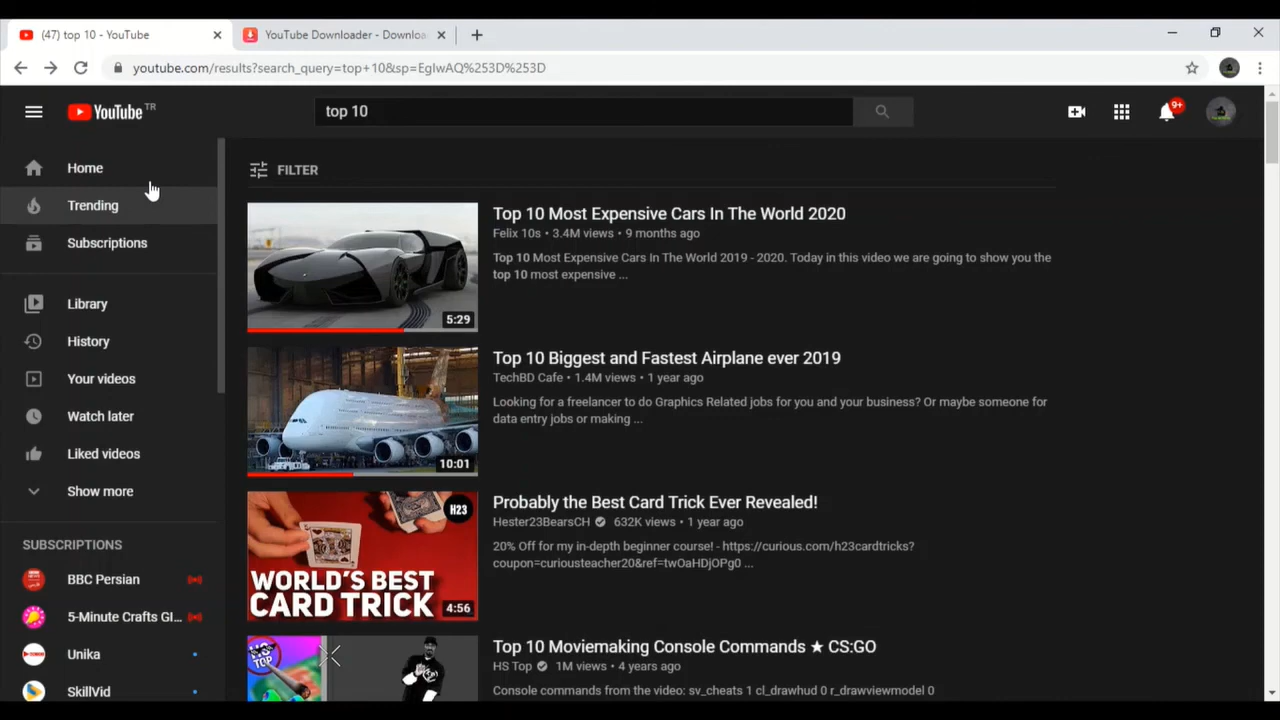 (47) top 10 - YouTube
YouTube Downloader - Downloa
youtube.com/results?search_query=top+10&sp=EgIwAQ%253D%253D
YouTube TR
top 10
9+
Home
Trending
Subscriptions
Library
History
Your videos
Watch later
Liked videos
Show more
SUBSCRIPTIONS
BBC Persian
5-Minute Crafts GI...
Unika
SkillVid
FILTER
5:29
Top 10 Most Expensive Cars In The World 2020
Felix 10s • 3.4M views • 9 months ago
Top 10 Most Expensive Cars In The World 2019 - 2020. Today in this video we are going to show you the
top 10 most expensive ...
10:01
Top 10 Biggest and Fastest Airplane ever 2019
TechBD Cafe • 1.4M views • 1 year ago
Looking for a freelancer to do Graphics Related jobs for you and your business? Or maybe someone for
data entry jobs or making ...
H23
WORLD'S BEST
CARD TRICK
4:56
Probably the Best Card Trick Ever Revealed!
Hester23BearsCH • 632K views • 1 year ago
20% Off for my in-depth beginner course! - https://curious.com/h23cardtricks?
coupon=curiousteacher20&ref=twOaHDjOPg0 ...
HS
TOP
Top 10 Moviemaking Console Commands ★ CS:GO
HS Top • 1M views • 4 years ago
Console commands from the video: sv_cheats 1 cl_drawhud 0 r_drawviewmodel 0